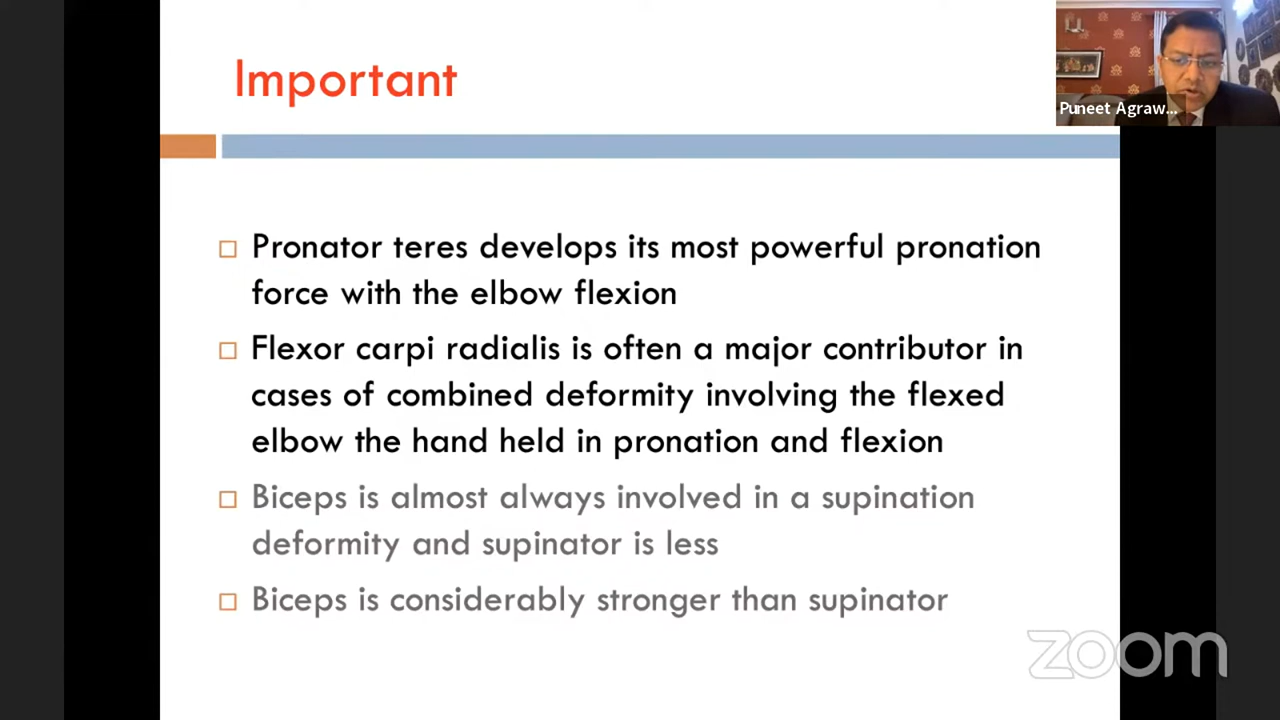 Important
Puneet Agraw...
Pronator teres develops its most powerful pronation
force with the elbow flexion
Flexor carpi radialis is often a major contributor in
cases of combined deformity involving the flexed
elbow the hand held in pronation and flexion
Biceps is almost always involved in a supination
deformity and supinator is less
Biceps is considerably stronger than supinator
zoom